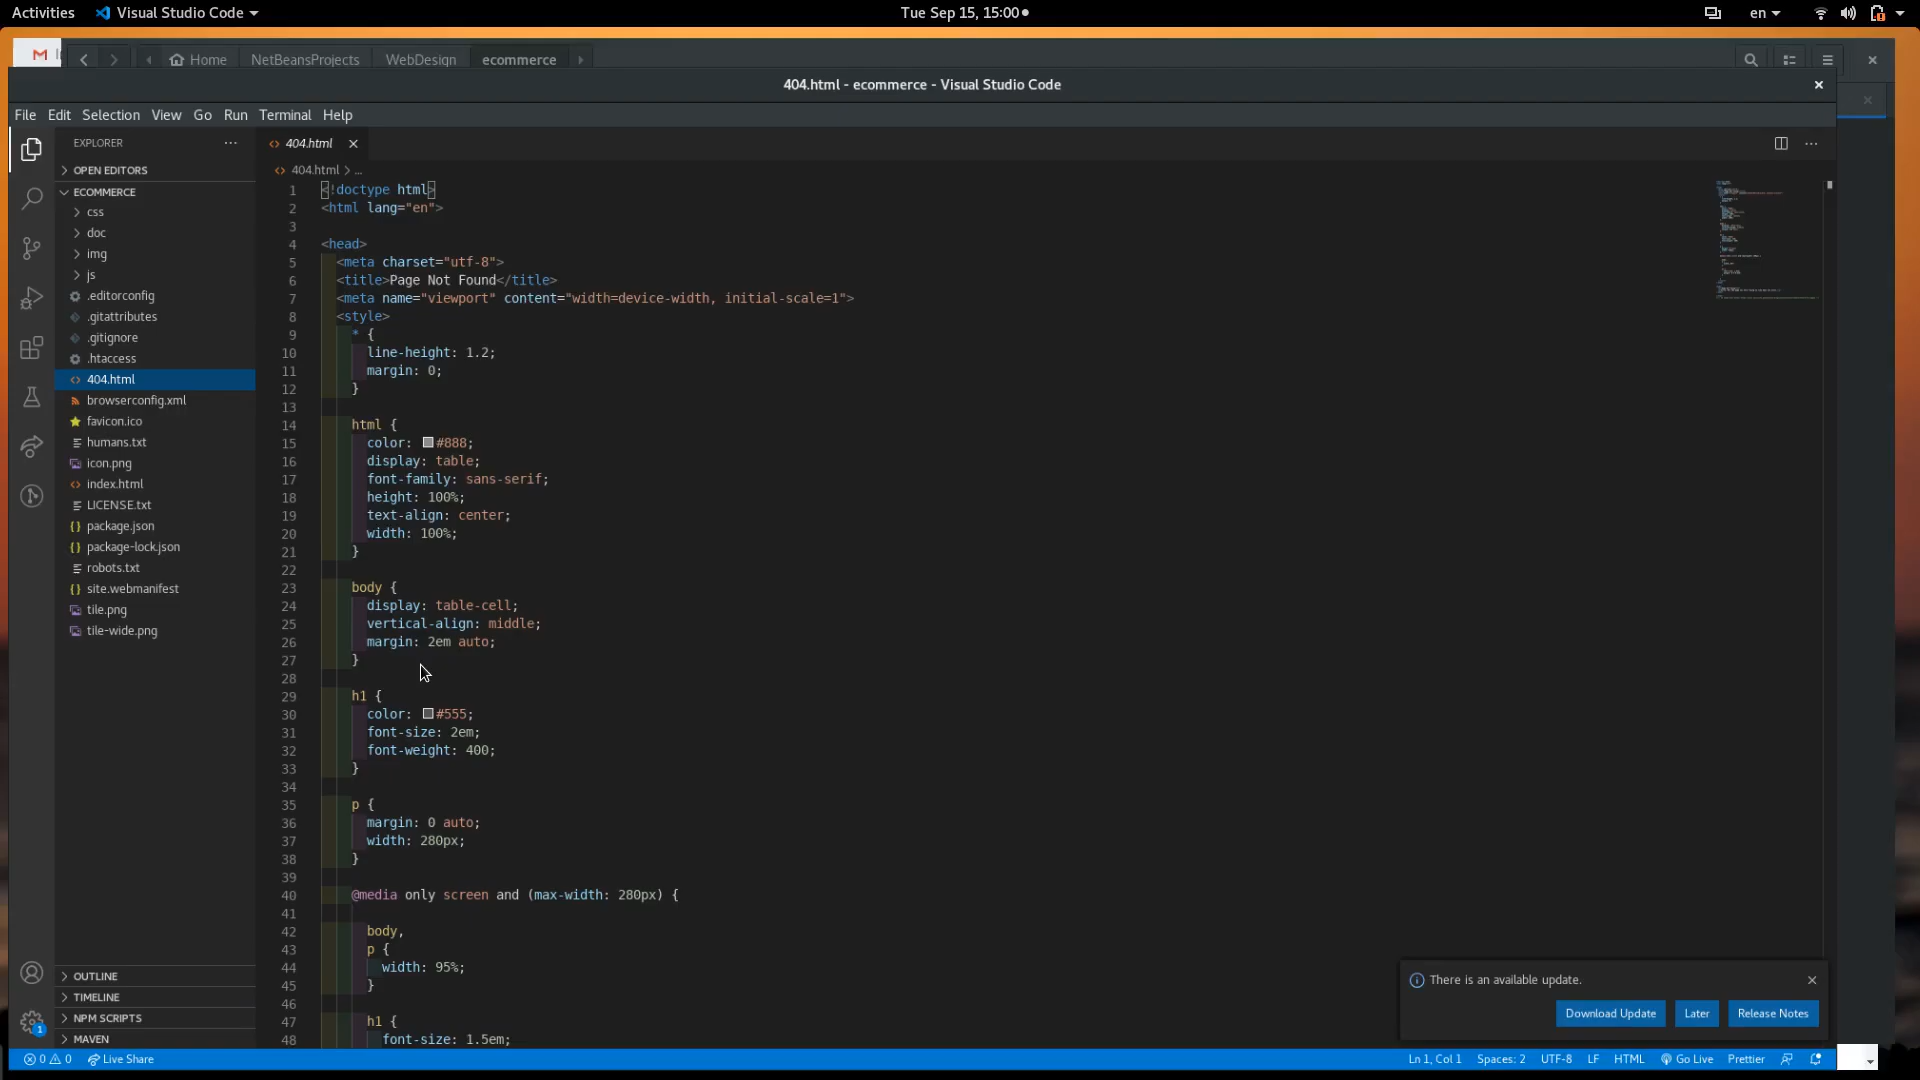 Activities
Visual Studio Code
Tue Sep 15, 15:00
en
Home
NetBeansProjects
WebDesign
ecommerce
404.html - ecommerce - Visual Studio Code
File Edit Selection View Go Run Terminal Help
EXPLORER
OPEN EDITORS
ECOMMERCE
css
doc
img
js
.editorconfig
.gitattributes
.gitignore
.htaccess
404.html
browserconfig.xml
favicon.ico
humans.txt
icon.png
index.html
LICENSE.txt
package.json
package-lock.json
robots.txt
site.webmanifest
tile.png
tile-wide.png
OUTLINE
TIMELINE
NPM SCRIPTS
MAVEN
404.html
404.html > ...
1 <!doctype html>
2 <html lang="en">
3
4 <head>
5 <meta charset="utf-8">
6 <title>Page Not Found</title>
7 <meta name="viewport" content="width=device-width, initial-scale=1">
8 <style>
9 * {
10 line-height: 1.2;
11 margin: 0;
12 }
13
14 html {
15 color: #888;
16 display: table;
17 font-family: sans-serif;
18 height: 100%;
19 text-align: center;
20 width: 100%;
21 }
22
23 body {
24 display: table-cell;
25 vertical-align: middle;
26 margin: 2em auto;
27 }
28
29 h1 {
30 color: #555;
31 font-size: 2em;
32 font-weight: 400;
33 }
34
35 p {
36 margin: 0 auto;
37 width: 280px;
38 }
39
40 @media only screen and (max-width: 280px) {
41
42 body,
43 p {
44 width: 95%;
45 }
46
47 h1 {
48 font-size: 1.5em;
There is an available update.
Download Update
Later
Release Notes
0 0
Live Share
Ln 1, Col 1
Spaces: 2
UTF-8
LF
HTML
Go Live
Prettier
1